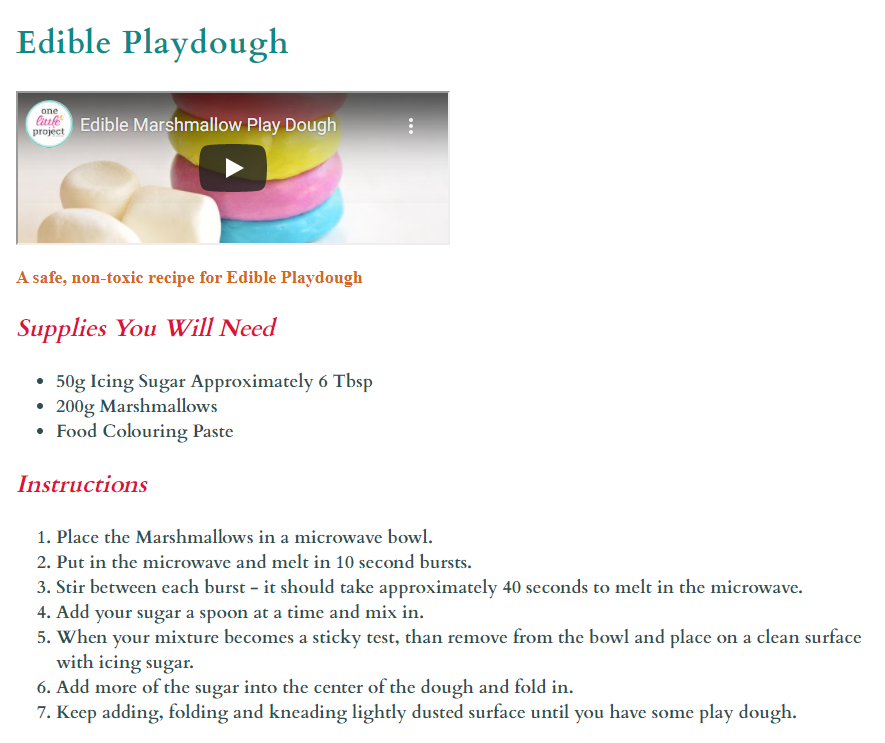 Edible Playdough
one
little
project
Edible Marshmallow Play Dough
A safe, non-toxic recipe for Edible Playdough
Supplies You Will Need
• 50g Icing Sugar Approximately 6 Tbsp
• 200g Marshmallows
• Food Colouring Paste
Instructions
1. Place the Marshmallows in a microwave bowl.
2. Put in the microwave and melt in 10 second bursts.
3. Stir between each burst - it should take approximately 40 seconds to melt in the microwave.
4. Add your sugar a spoon at a time and mix in.
5. When your mixture becomes a sticky test, than remove from the bowl and place on a clean surface
with icing sugar.
6. Add more of the sugar into the center of the dough and fold in.
7. Keep adding, folding and kneading lightly dusted surface until you have some play dough.